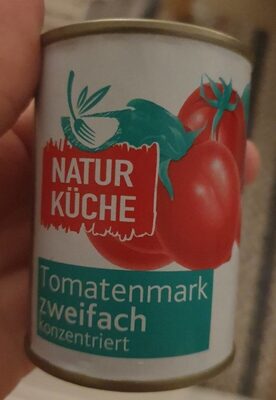 NATUR
KÜCHE
Tomatenmark
zweifach
konzentriert